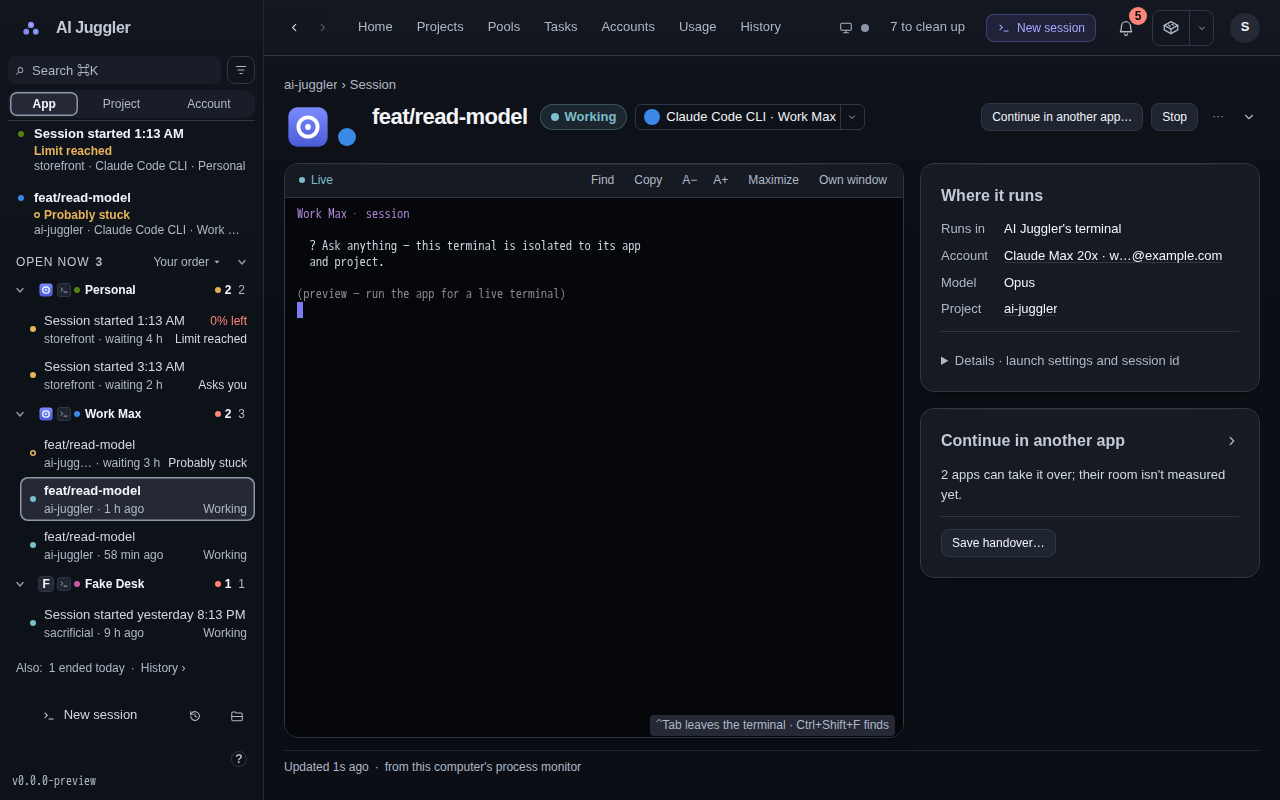 AI Juggler
Search ⌘K
App Project Account
Session started 1:13 AM
Limit reached
storefront · Claude Code CLI · Personal
feat/read-model
Probably stuck
ai-juggler · Claude Code CLI · Work …
OPEN NOW 3 Your order
Personal 2 2
Session started 1:13 AM 0% left
storefront · waiting 4 h Limit reached
Session started 3:13 AM
storefront · waiting 2 h Asks you
Work Max 2 3
feat/read-model
ai-jugg… · waiting 3 h Probably stuck
feat/read-model
ai-juggler · 1 h ago Working
feat/read-model
ai-juggler · 58 min ago Working
F Fake Desk 1 1
Session started yesterday 8:13 PM
sacrificial · 9 h ago Working
Also: 1 ended today · History ›
New session
?
v0.0.0-preview
Home Projects Pools Tasks Accounts Usage History
7 to clean up
New session
5
S
ai-juggler › Session
feat/read-model
Working
Claude Code CLI · Work Max
Continue in another app…
Stop
…
Live
Find Copy A− A+ Maximize Own window
Work Max · session
? Ask anything — this terminal is isolated to its app
and project.
(preview — run the app for a live terminal)
^Tab leaves the terminal · Ctrl+Shift+F finds
Where it runs
Runs in AI Juggler's terminal
Account Claude Max 20x · w…@example.com
Model Opus
Project ai-juggler
Details · launch settings and session id
Continue in another app
2 apps can take it over; their room isn't measured
yet.
Save handover…
Updated 1s ago · from this computer's process monitor